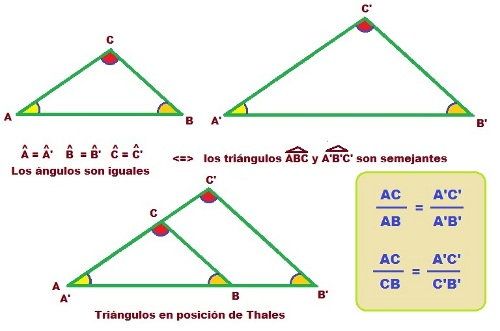 C
A
B
C'
A'
B'
Â = Â' B̂ = B̂' Ĉ = Ĉ'
Los ángulos son iguales
<=> los triángulos ABC y A'B'C' son semejantes
C'
C
A
A'
B
B'
Triángulos en posición de Thales
AC / AB = A'C' / A'B'
AC / CB = A'C' / C'B'